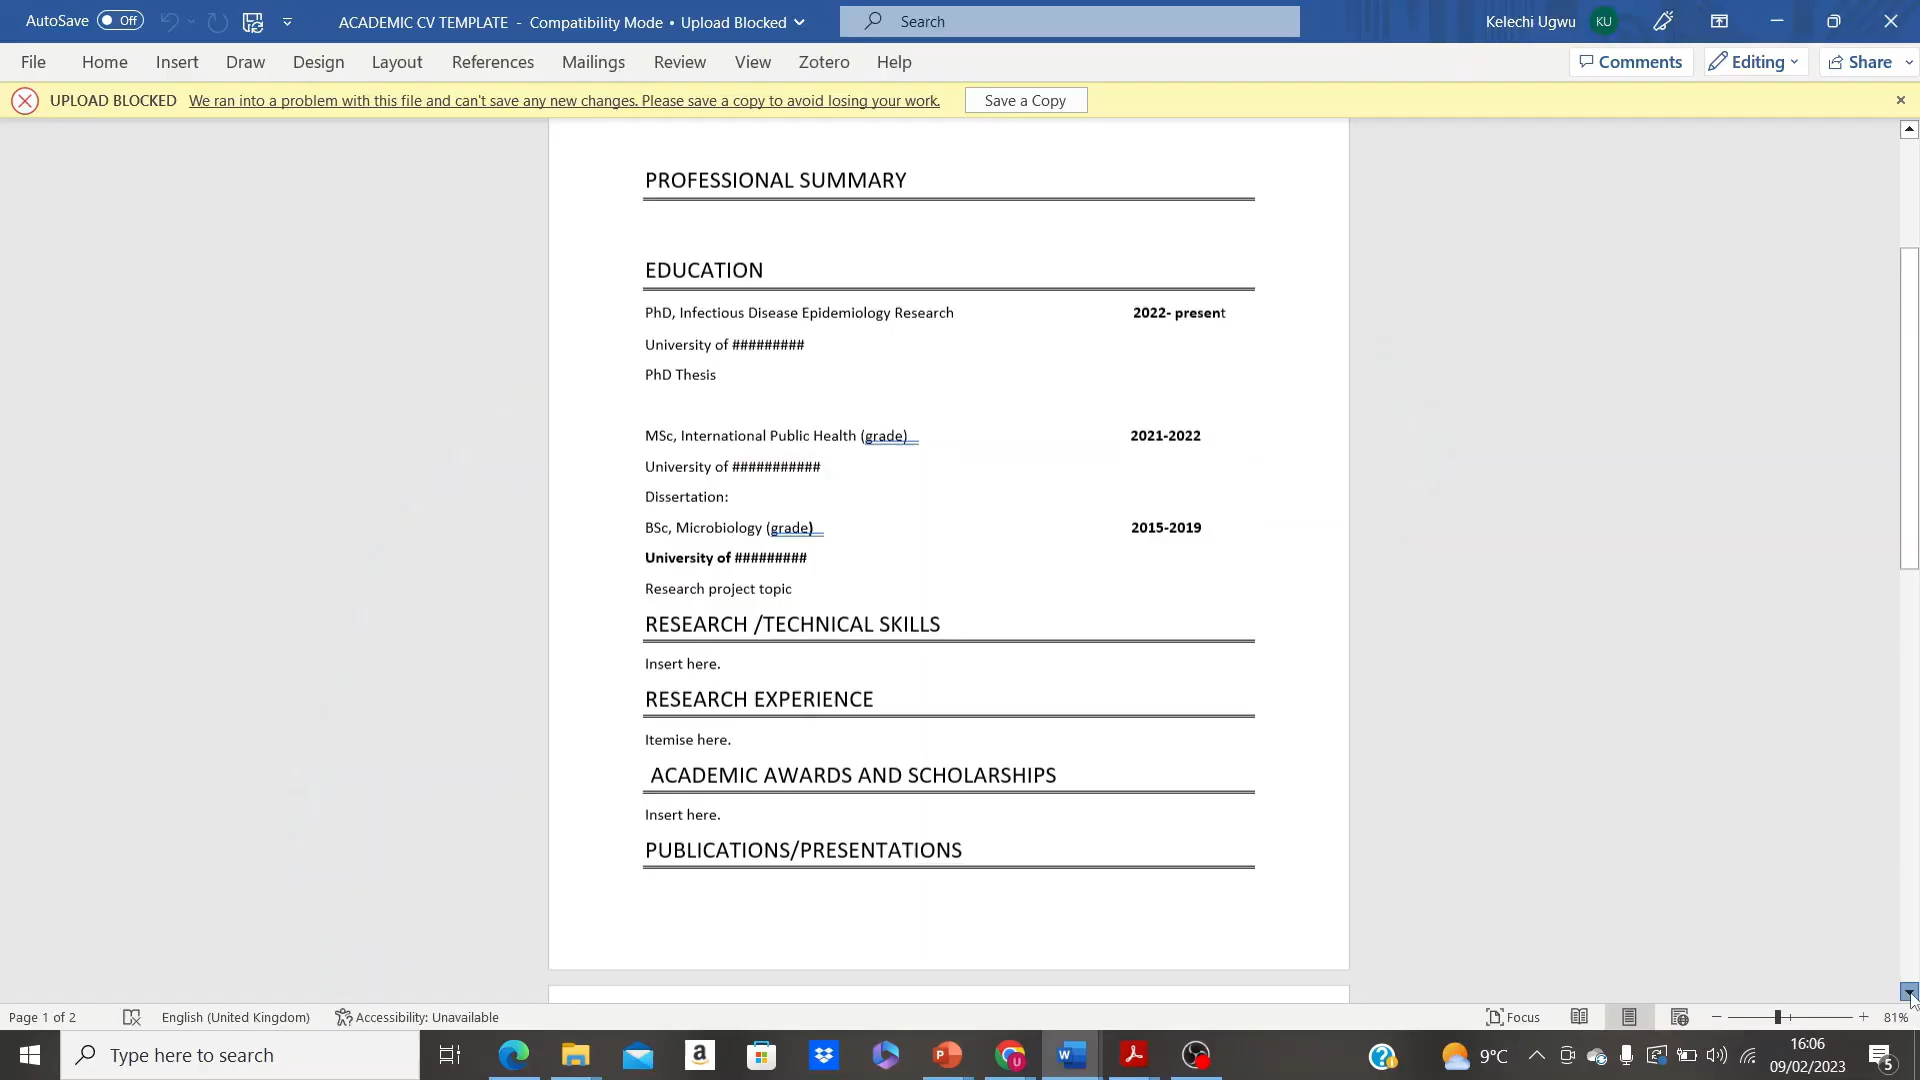 AutoSave Off ACADEMIC CV TEMPLATE - Compatibility Mode • Upload Blocked Search Kelechi Ugwu KU
File Home Insert Draw Design Layout References Mailings Review View Zotero Help Comments Editing Share
UPLOAD BLOCKED We ran into a problem with this file and can't save any new changes. Please save a copy to avoid losing your work. Save a Copy
PROFESSIONAL SUMMARY
EDUCATION
PhD, Infectious Disease Epidemiology Research 2022- present
University of #########
PhD Thesis
MSc, International Public Health (grade) 2021-2022
University of ###########
Dissertation:
BSc, Microbiology (grade) 2015-2019
University of #########
Research project topic
RESEARCH /TECHNICAL SKILLS
Insert here.
RESEARCH EXPERIENCE
Itemise here.
ACADEMIC AWARDS AND SCHOLARSHIPS
Insert here.
PUBLICATIONS/PRESENTATIONS
Page 1 of 2 English (United Kingdom) Accessibility: Unavailable Focus 81%
Type here to search 9°C 16:06
09/02/2023 5